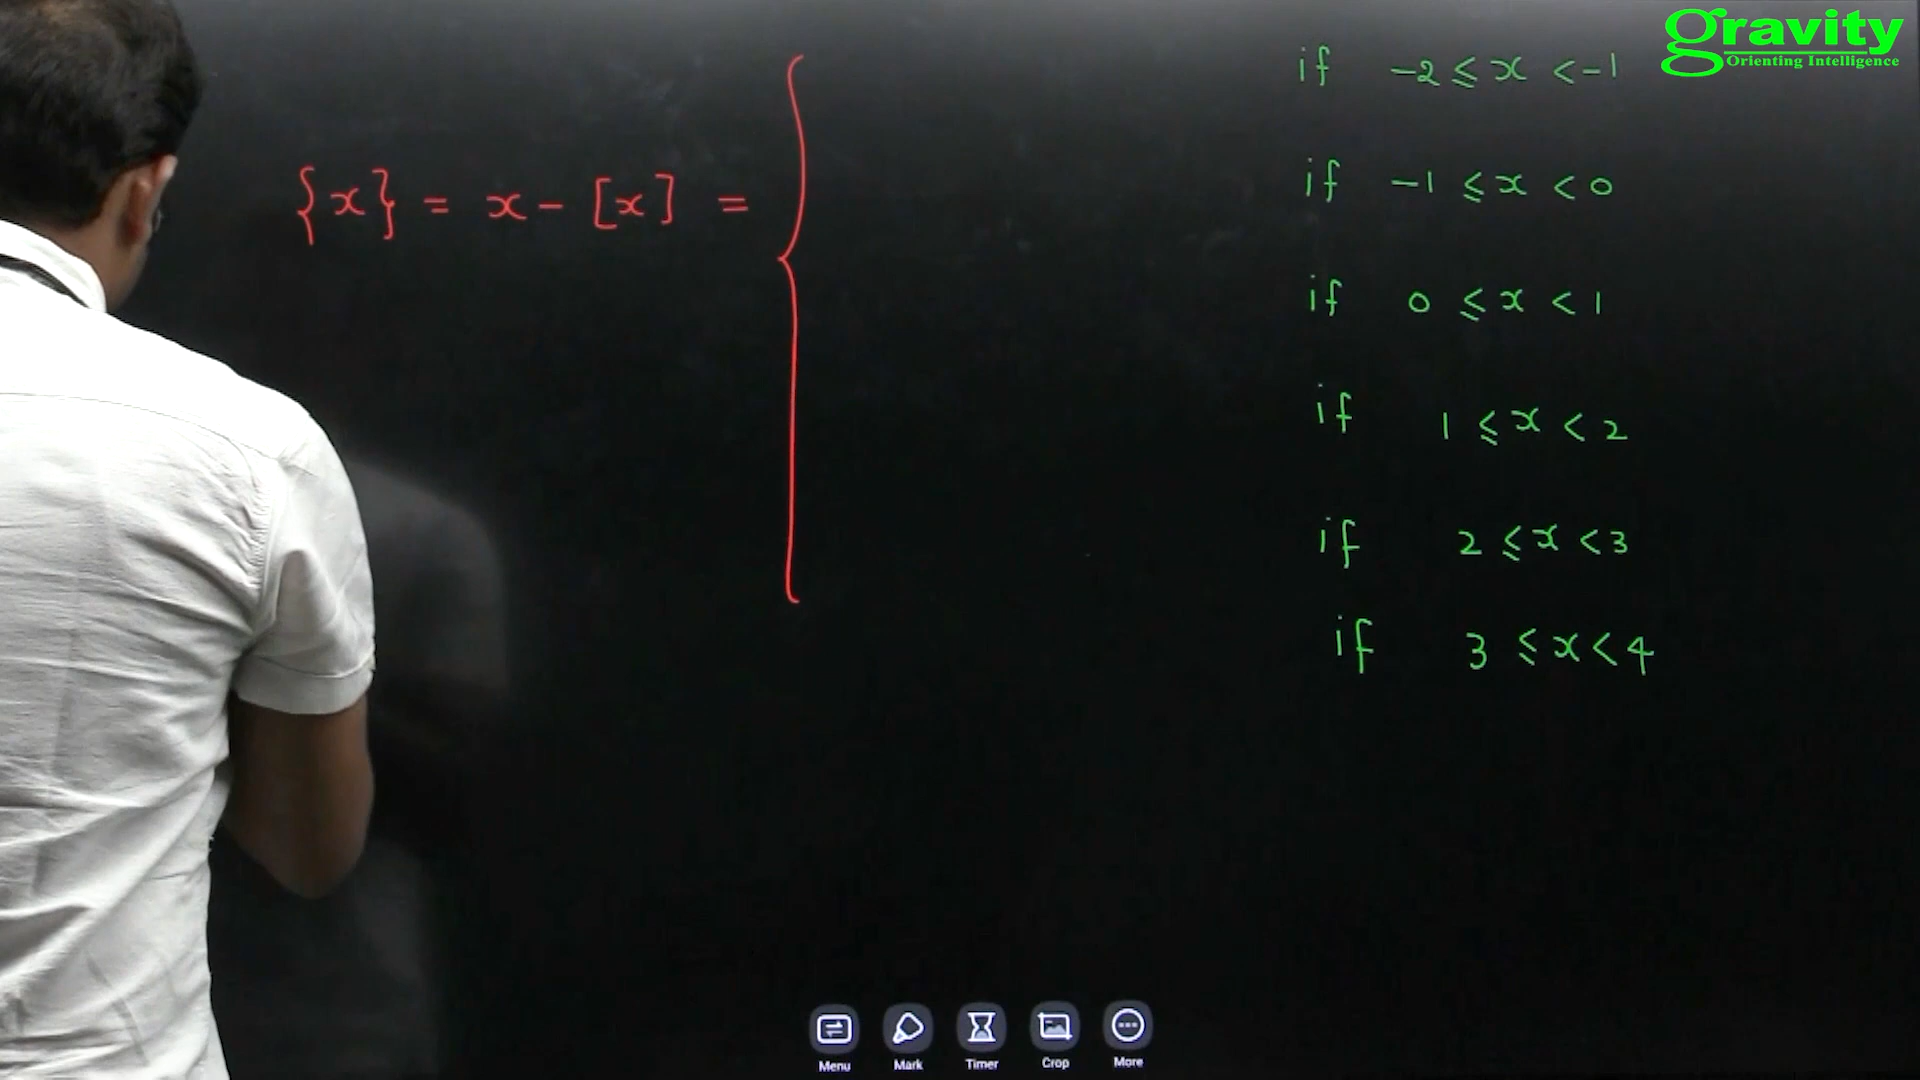 gravity
Orienting Intelligence
{x} = x - [x] = {
if -2 ⩽ x < -1
if -1 ⩽ x < 0
if 0 ⩽ x < 1
if 1 ⩽ x < 2
if 2 ⩽ x < 3
if 3 ⩽ x < 4
Menu Mark Timer Crop More